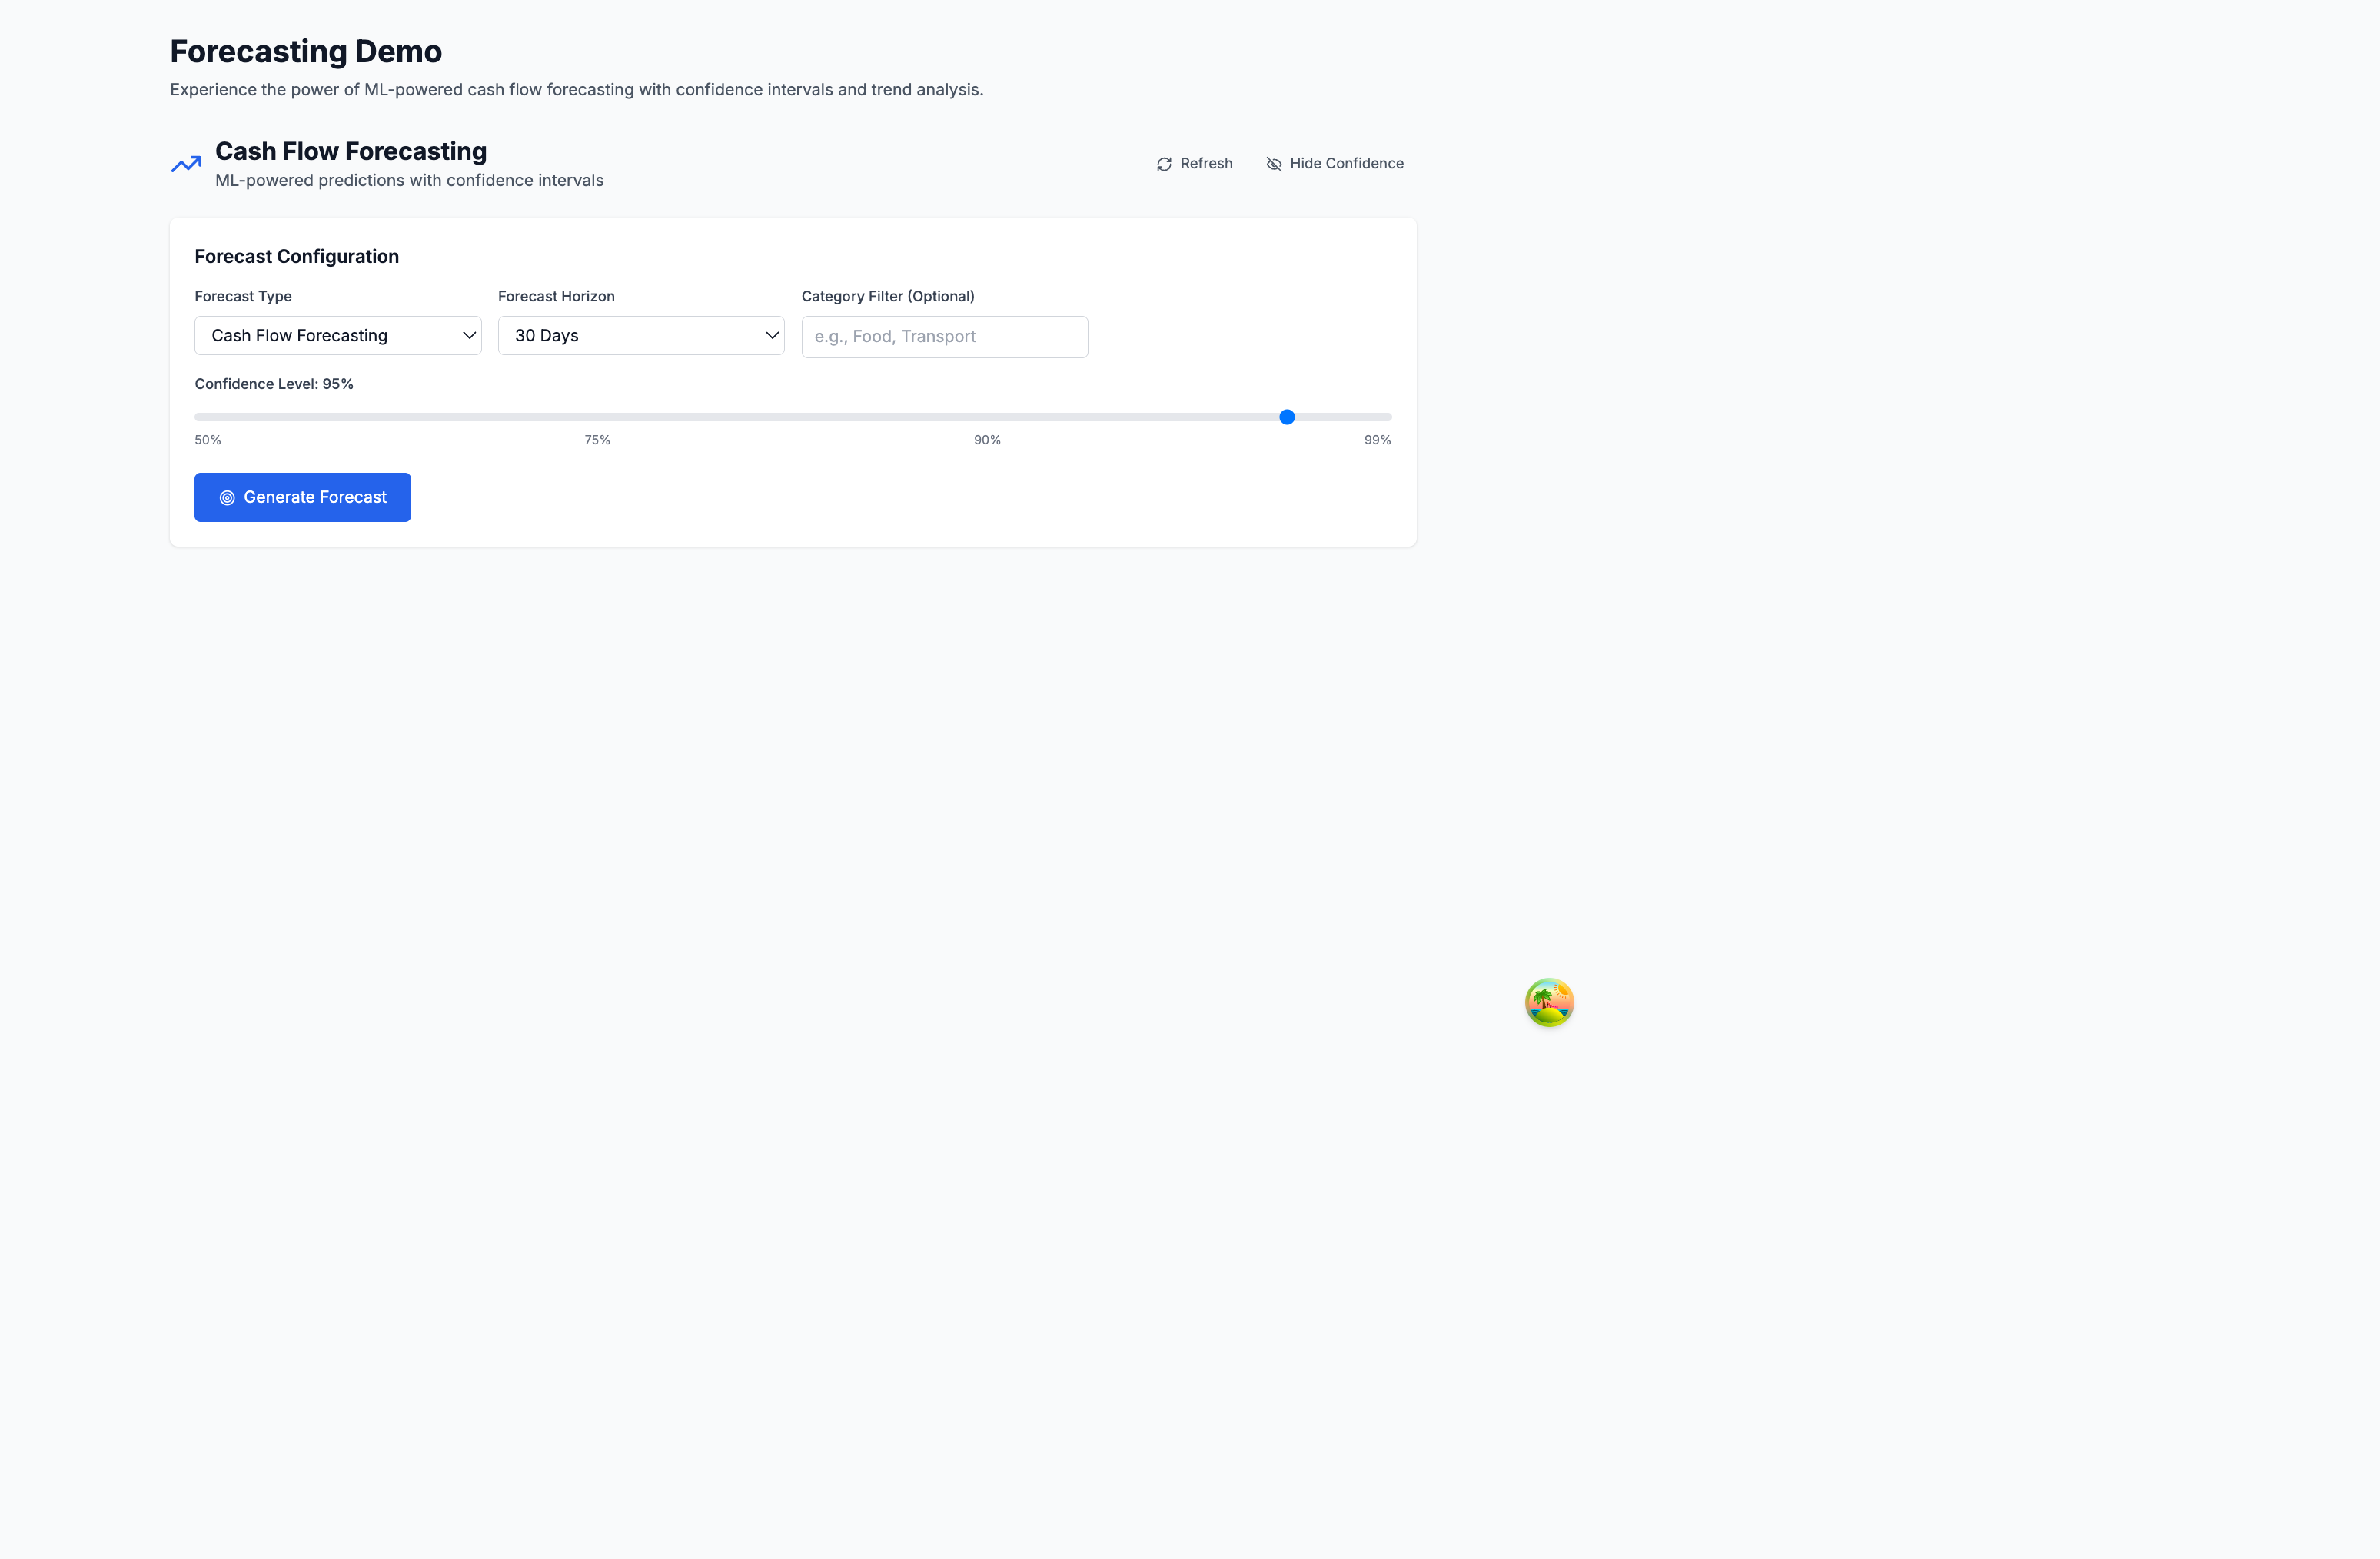 Forecasting Demo
Experience the power of ML-powered cash flow forecasting with confidence intervals and trend analysis.
Cash Flow Forecasting
ML-powered predictions with confidence intervals
Refresh
Hide Confidence
Forecast Configuration
Forecast Type
Forecast Horizon
Category Filter (Optional)
Cash Flow Forecasting
30 Days
e.g., Food, Transport
Confidence Level: 95%
50%
75%
90%
99%
Generate Forecast